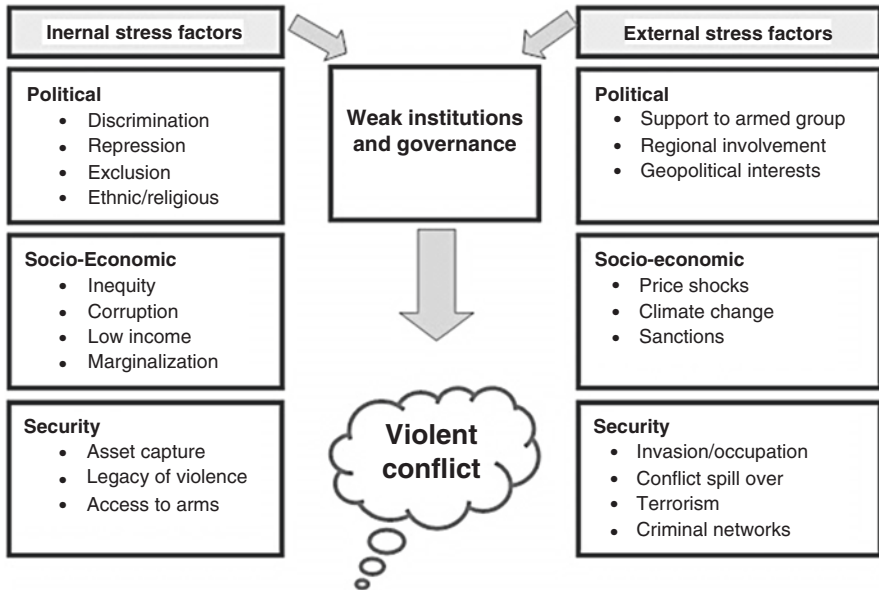 Inernal stress factors
Political
• Discrimination
• Repression
• Exclusion
• Ethnic/religious
Socio-Economic
• Inequity
• Corruption
• Low income
• Marginalization
Security
• Asset capture
• Legacy of violence
• Access to arms
Weak institutions
and governance
Violent
conflict
External stress factors
Political
• Support to armed group
• Regional involvement
• Geopolitical interests
Socio-economic
• Price shocks
• Climate change
• Sanctions
Security
• Invasion/occupation
• Conflict spill over
• Terrorism
• Criminal networks